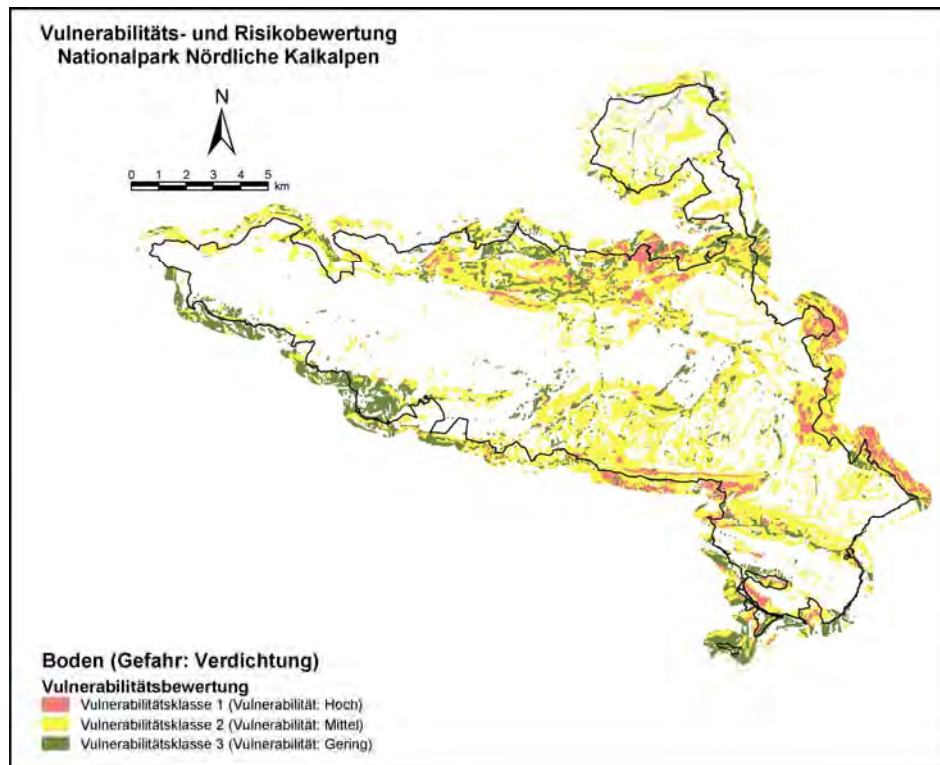 Vulnerabilitäts- und Risikobewertung
Nationalpark Nördliche Kalkalpen
N
0 1 2 3 4 5
km
Boden (Gefahr: Verdichtung)
Vulnerabilitätsbewertung
Vulnerabilitätsklasse 1 (Vulnerabilität: Hoch)
Vulnerabilitätsklasse 2 (Vulnerabilität: Mittel)
Vulnerabilitätsklasse 3 (Vulnerabilität: Gering)